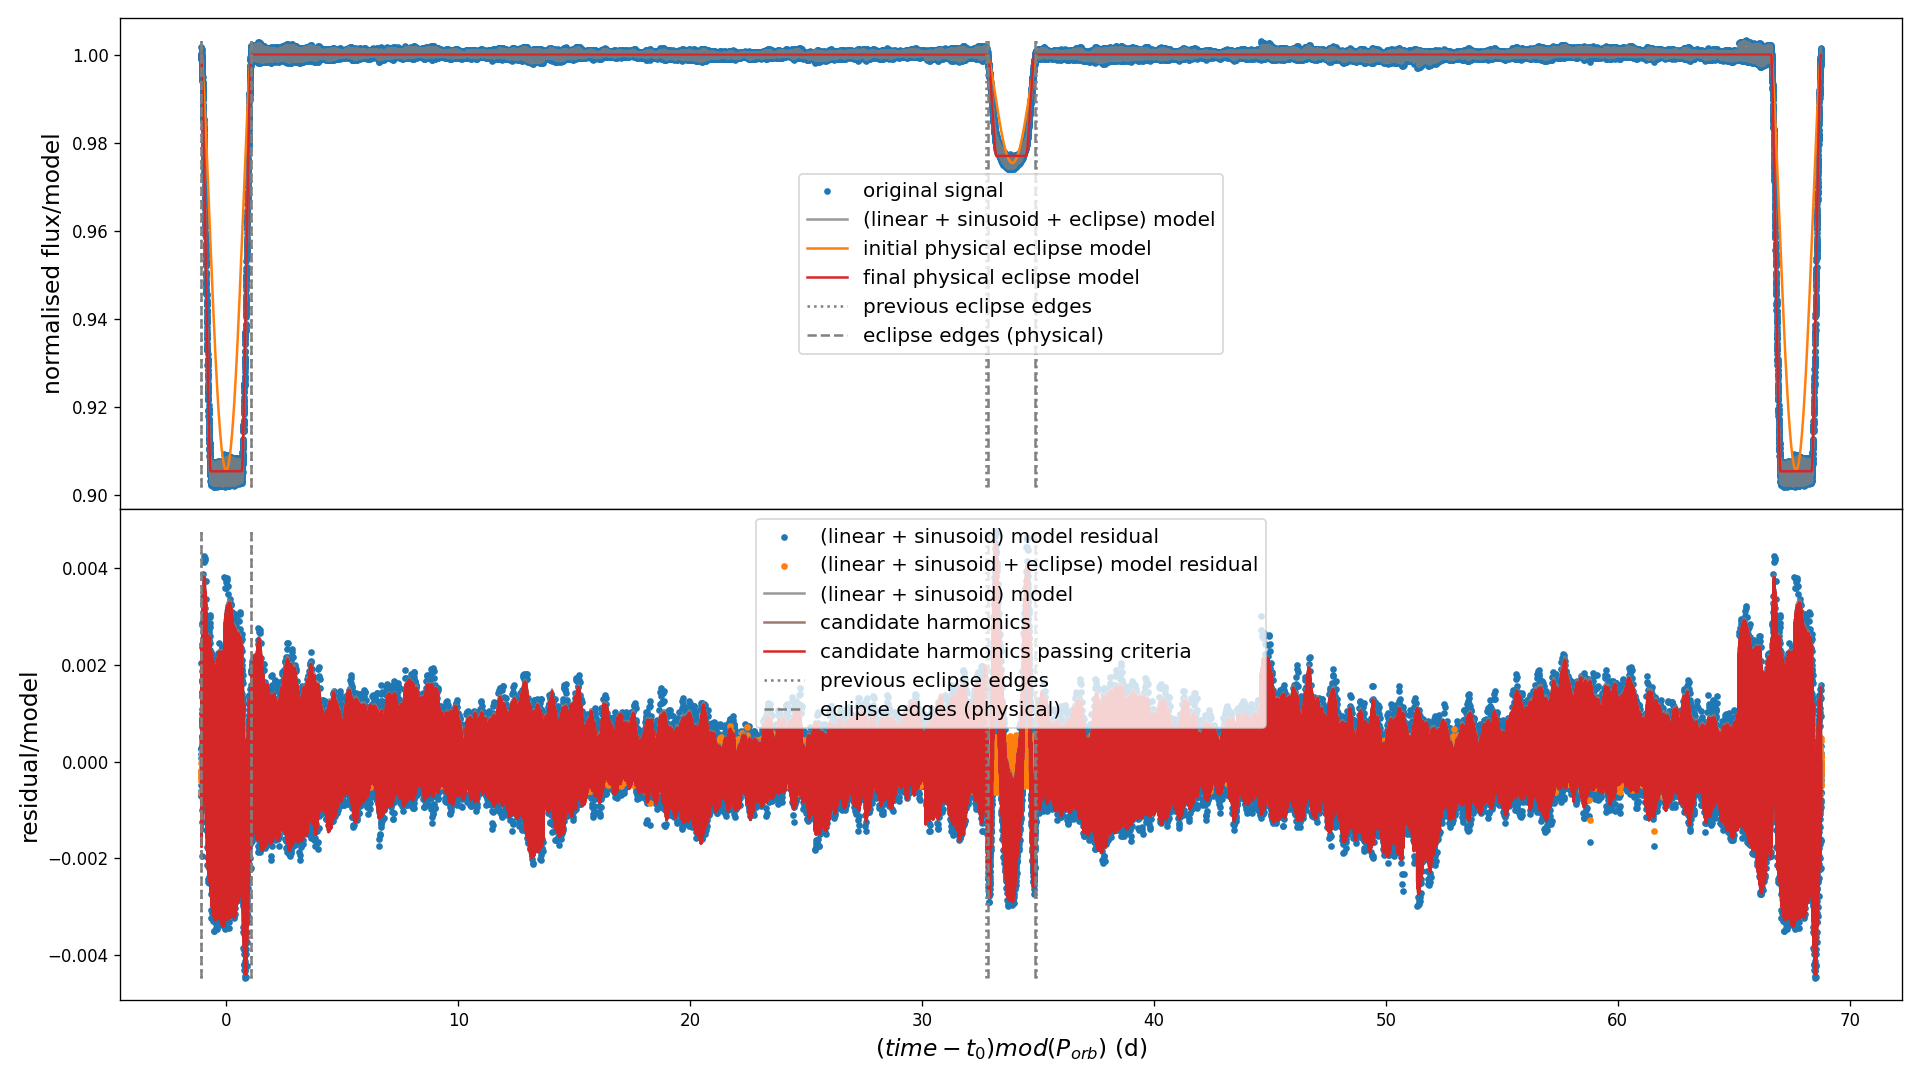 normalised flux/model
1.00
0.98
0.96
0.94
0.92
0.90
original signal
(linear + sinusoid + eclipse) model
initial physical eclipse model
final physical eclipse model
previous eclipse edges
eclipse edges (physical)
residual/model
0.004
0.002
0.000
−0.002
−0.004
(linear + sinusoid) model residual
(linear + sinusoid + eclipse) model residual
(linear + sinusoid) model
candidate harmonics
candidate harmonics passing criteria
previous eclipse edges
eclipse edges (physical)
0 10 20 30 40 50 60 70
(time − t₀)mod(P_orb) (d)